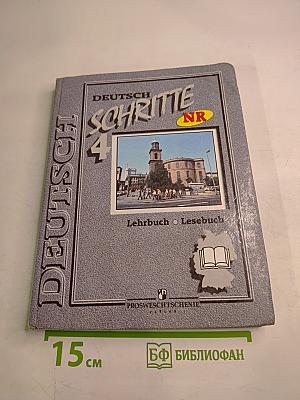 DEUTSCH
DEUTSCH
SCHRITTE
4
NR
Lehrbuch • Lesebuch
PROSWESCHTSCHENIE
15 см
БФ БИБЛИОФАН